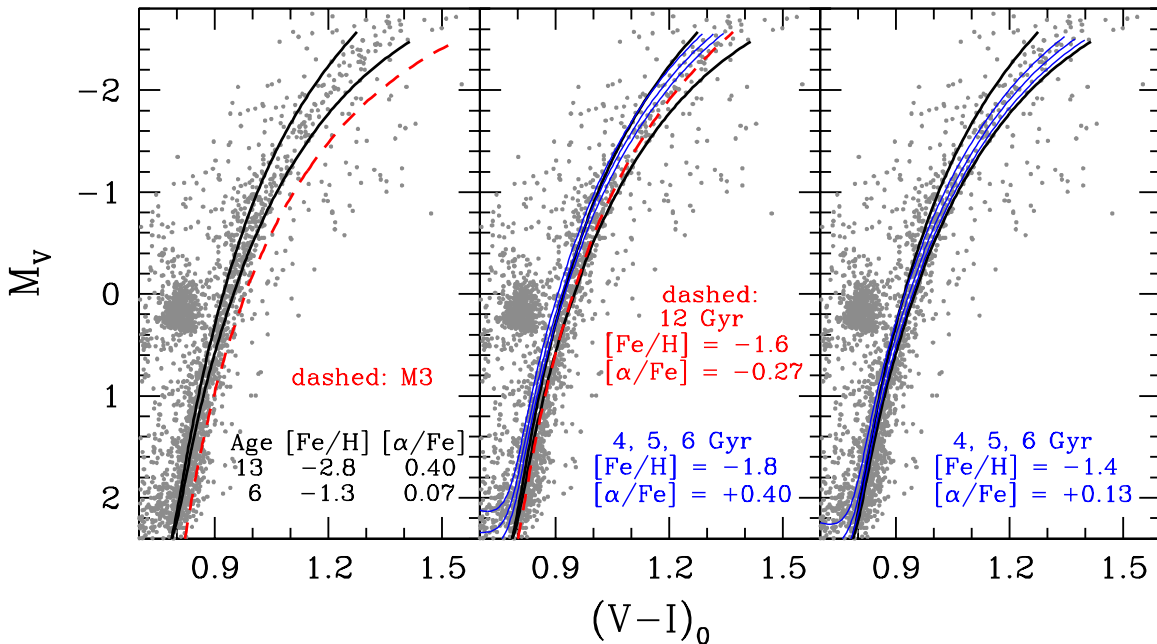 M_V
-2
-1
0
1
2
dashed: M3
Age [Fe/H] [α/Fe]
13 −2.8 0.40
6 −1.3 0.07
dashed:
12 Gyr
[Fe/H] = −1.6
[α/Fe] = −0.27
4, 5, 6 Gyr
[Fe/H] = −1.8
[α/Fe] = +0.40
4, 5, 6 Gyr
[Fe/H] = −1.4
[α/Fe] = +0.13
0.9 1.2 1.5 0.9 1.2 1.5 0.9 1.2 1.5
(V−I)₀